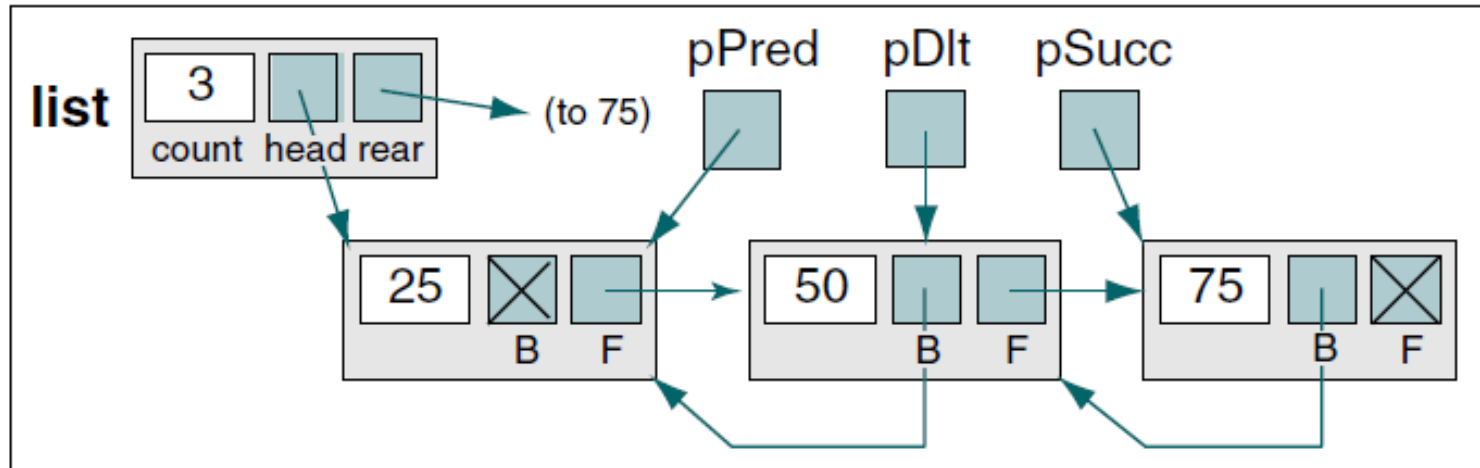 pPred pDlt pSucc
list 3 (to 75)
count head rear
25 50 75
B F B F B F